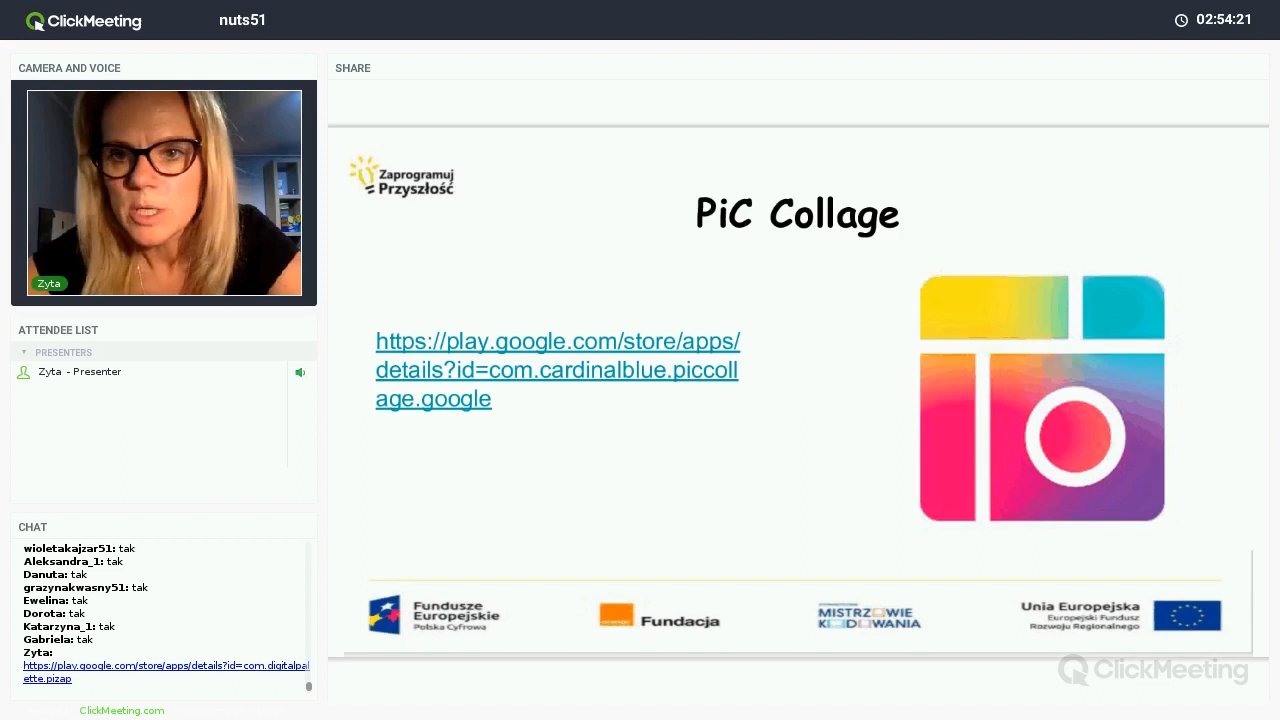 ClickMeeting
nuts51
02:54:21
CAMERA AND VOICE
Zyta
ATTENDEE LIST
PRESENTERS
Zyta - Presenter
CHAT
wioletakajzar51: tak
Aleksandra_1: tak
Danuta: tak
grazynakwasny51: tak
Ewelina: tak
Dorota: tak
Katarzyna_1: tak
Gabriela: tak
Zyta:
https://play.google.com/store/apps/details?id=com.digitalpal
ette.pizap
ClickMeeting.com
SHARE
Zaprogramuj
Przyszłość
PiC Collage
https://play.google.com/store/apps/
details?id=com.cardinalblue.piccoll
age.google
Fundusze
Europejskie
Polska Cyfrowa
Fundacja
STOWARZYSZENIE
MISTRZOWIE
KODOWANIA
Unia Europejska
Europejski Fundusz
Rozwoju Regionalnego
ClickMeeting